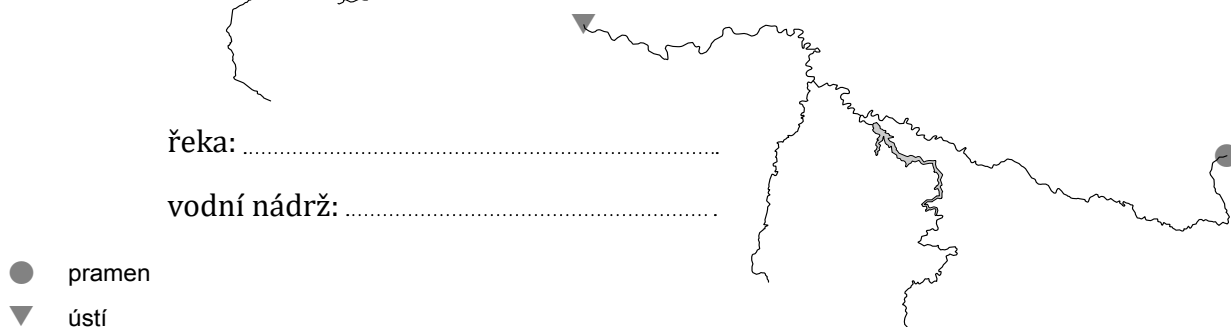 řeka:
vodní nádrž:
pramen
ústí